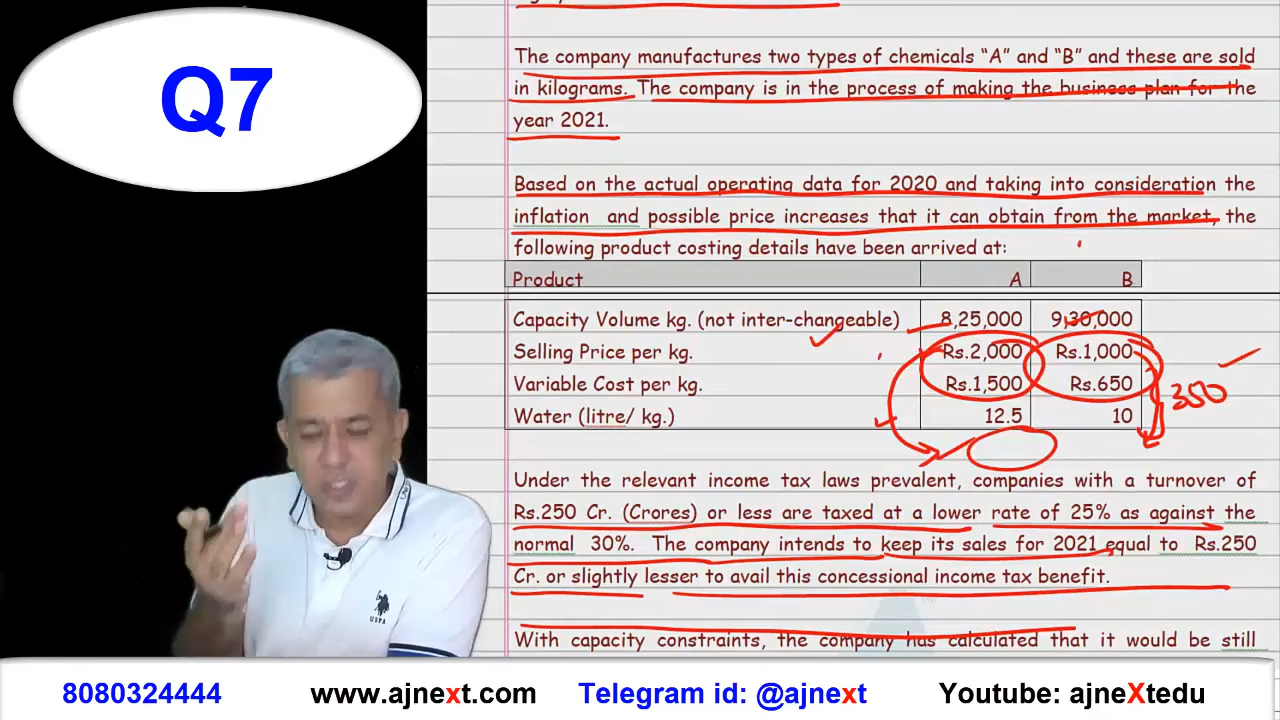 Q7
The company manufactures two types of chemicals “A” and “B” and these are sold
in kilograms. The company is in the process of making the business plan for the
year 2021.
Based on the actual operating data for 2020 and taking into consideration the
inflation and possible price increases that it can obtain from the market, the
following product costing details have been arrived at:
Product A B
Capacity Volume kg. (not inter-changeable) 8,25,000 9,30,000
Selling Price per kg. Rs.2,000 Rs.1,000
Variable Cost per kg. Rs.1,500 Rs.650
350
Water (litre/ kg.) 12.5 10
Under the relevant income tax laws prevalent, companies with a turnover of
Rs.250 Cr. (Crores) or less are taxed at a lower rate of 25% as against the
normal 30%. The company intends to keep its sales for 2021 equal to Rs.250
Cr. or slightly lesser to avail this concessional income tax benefit.
With capacity constraints, the company has calculated that it would be still
USPA
8080324444 www.ajnext.com Telegram id: @ajnext Youtube: ajneXtedu